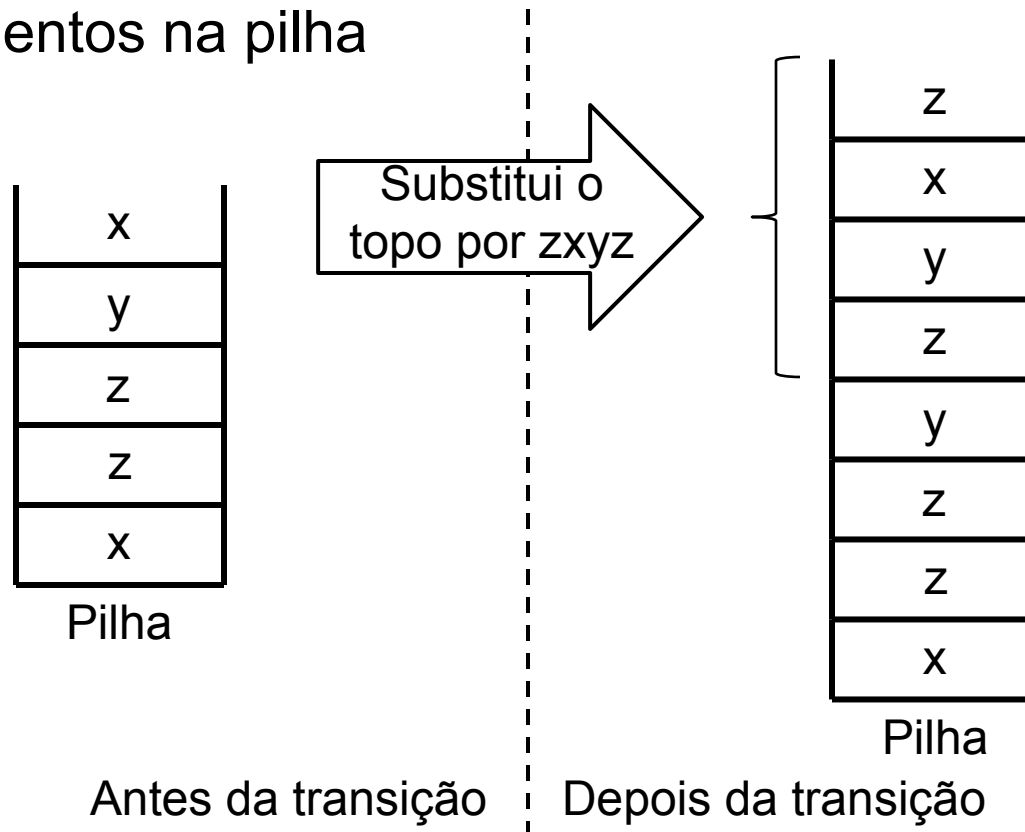 entos na pilha
x
y
z
z
x
Pilha
Antes da transição
Substitui o
topo por zxyz
z
x
y
z
y
z
z
x
Pilha
Depois da transição